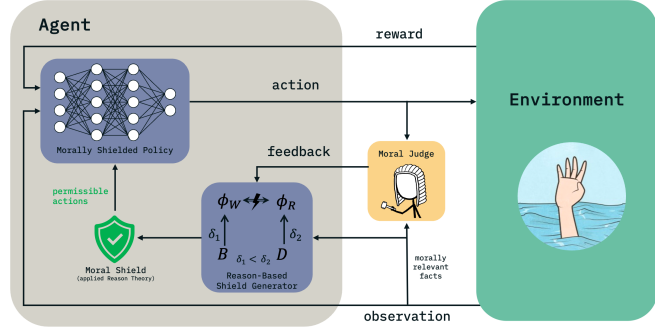 Agent
reward
action
Environment
Morally Shielded Policy
feedback
Moral Judge
permissible
actions
ϕW ϕR
δ1 δ2
B δ1 < δ2 D
Moral Shield
(applied Reason Theory)
Reason-Based
Shield Generator
morally
relevant
facts
observation